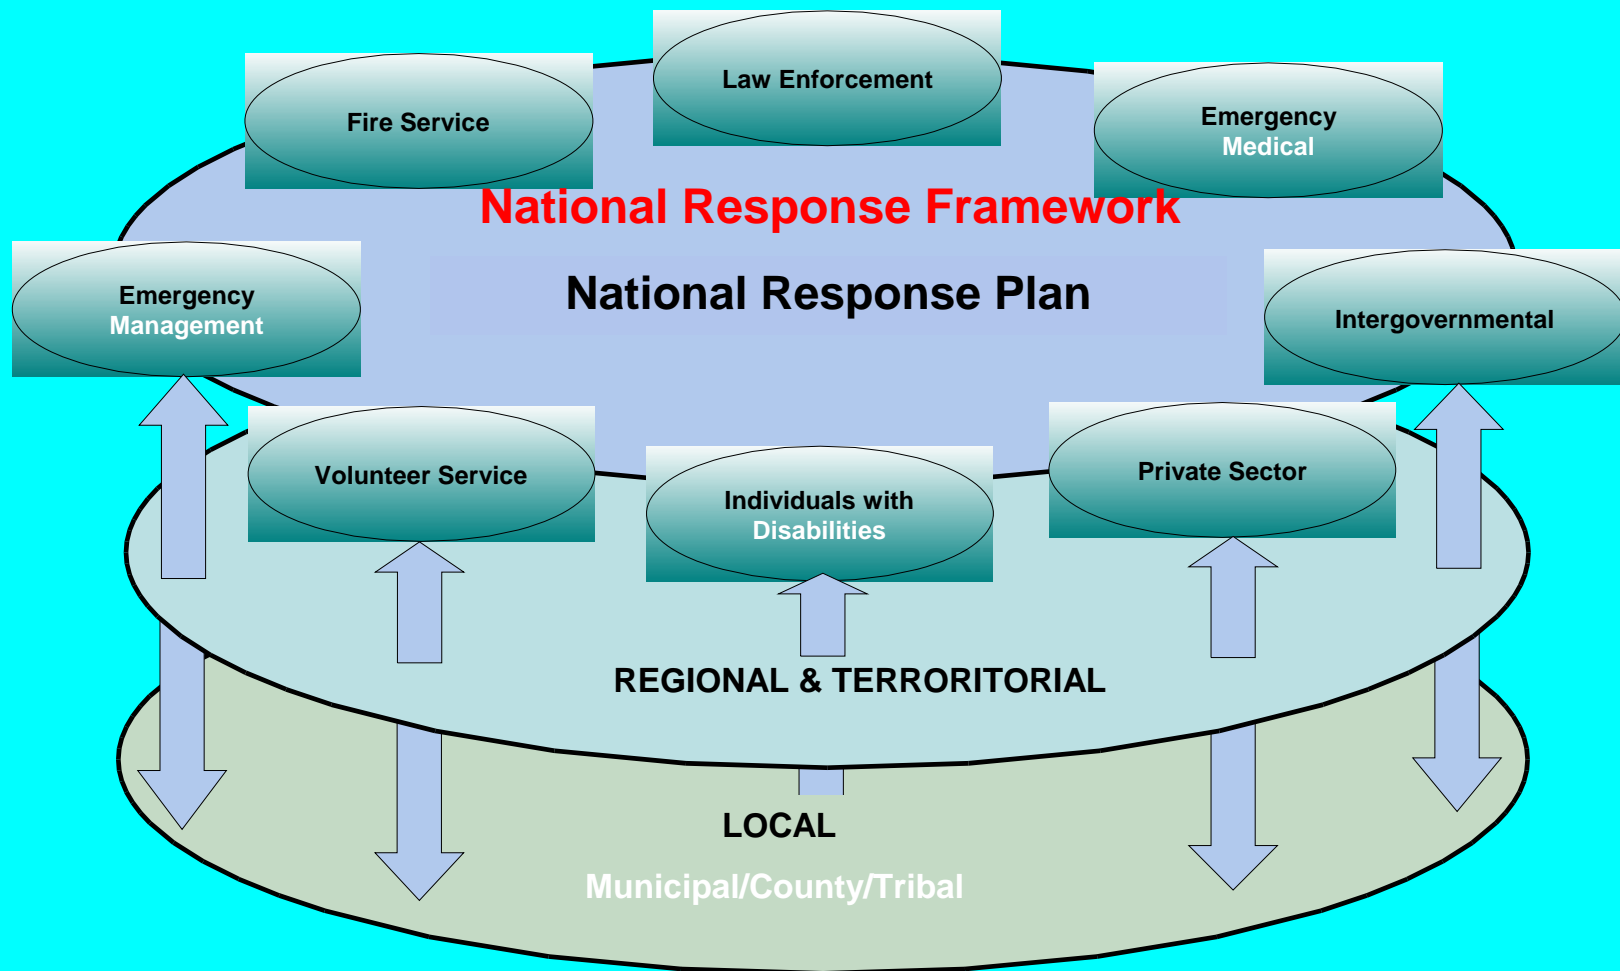 Law Enforcement
Fire Service
Emergency
Medical
National Response Framework
National Response Plan
Emergency
Management
Intergovernmental
Volunteer Service
Individuals with
Disabilities
Private Sector
REGIONAL & TERRORITORIAL
LOCAL
Municipal/County/Tribal